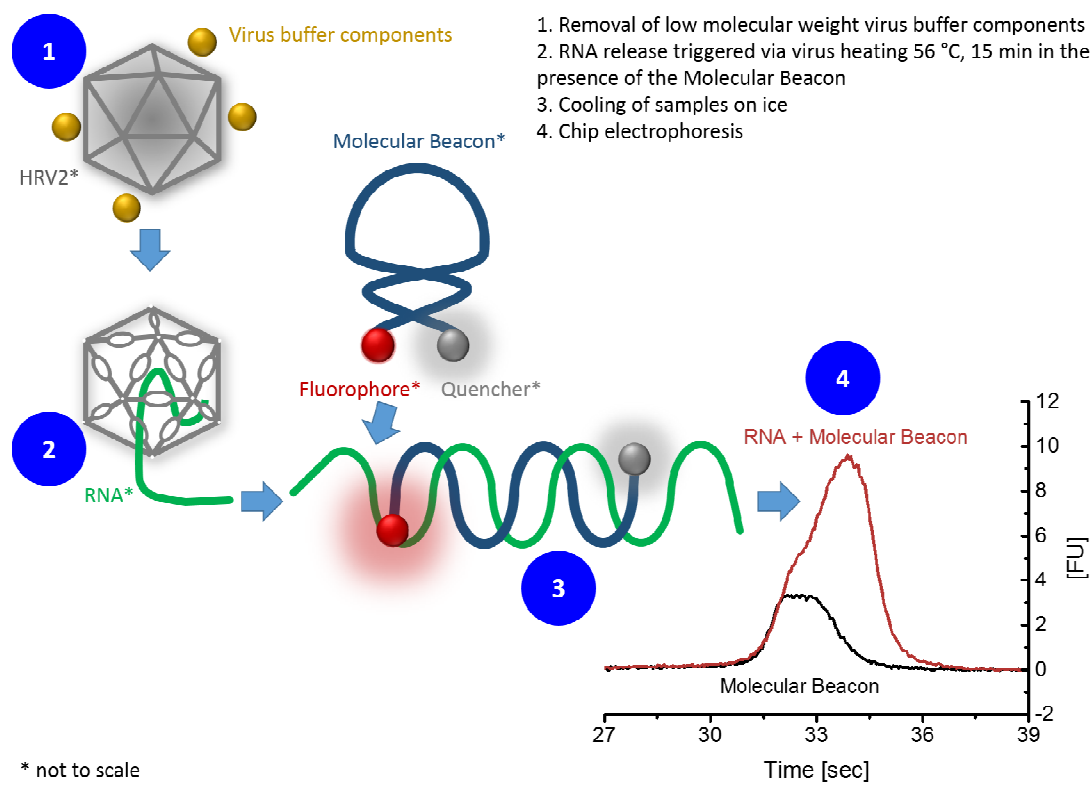 1
Virus buffer components
HRV2*
1. Removal of low molecular weight virus buffer components
2. RNA release triggered via virus heating 56 °C, 15 min in the
presence of the Molecular Beacon
3. Cooling of samples on ice
4. Chip electrophoresis
Molecular Beacon*
Fluorophore*
Quencher*
2
RNA*
3
4
RNA + Molecular Beacon
Molecular Beacon
12
10
8
6
4
2
0
-2
[FU]
27
30
33
36
39
Time [sec]
* not to scale